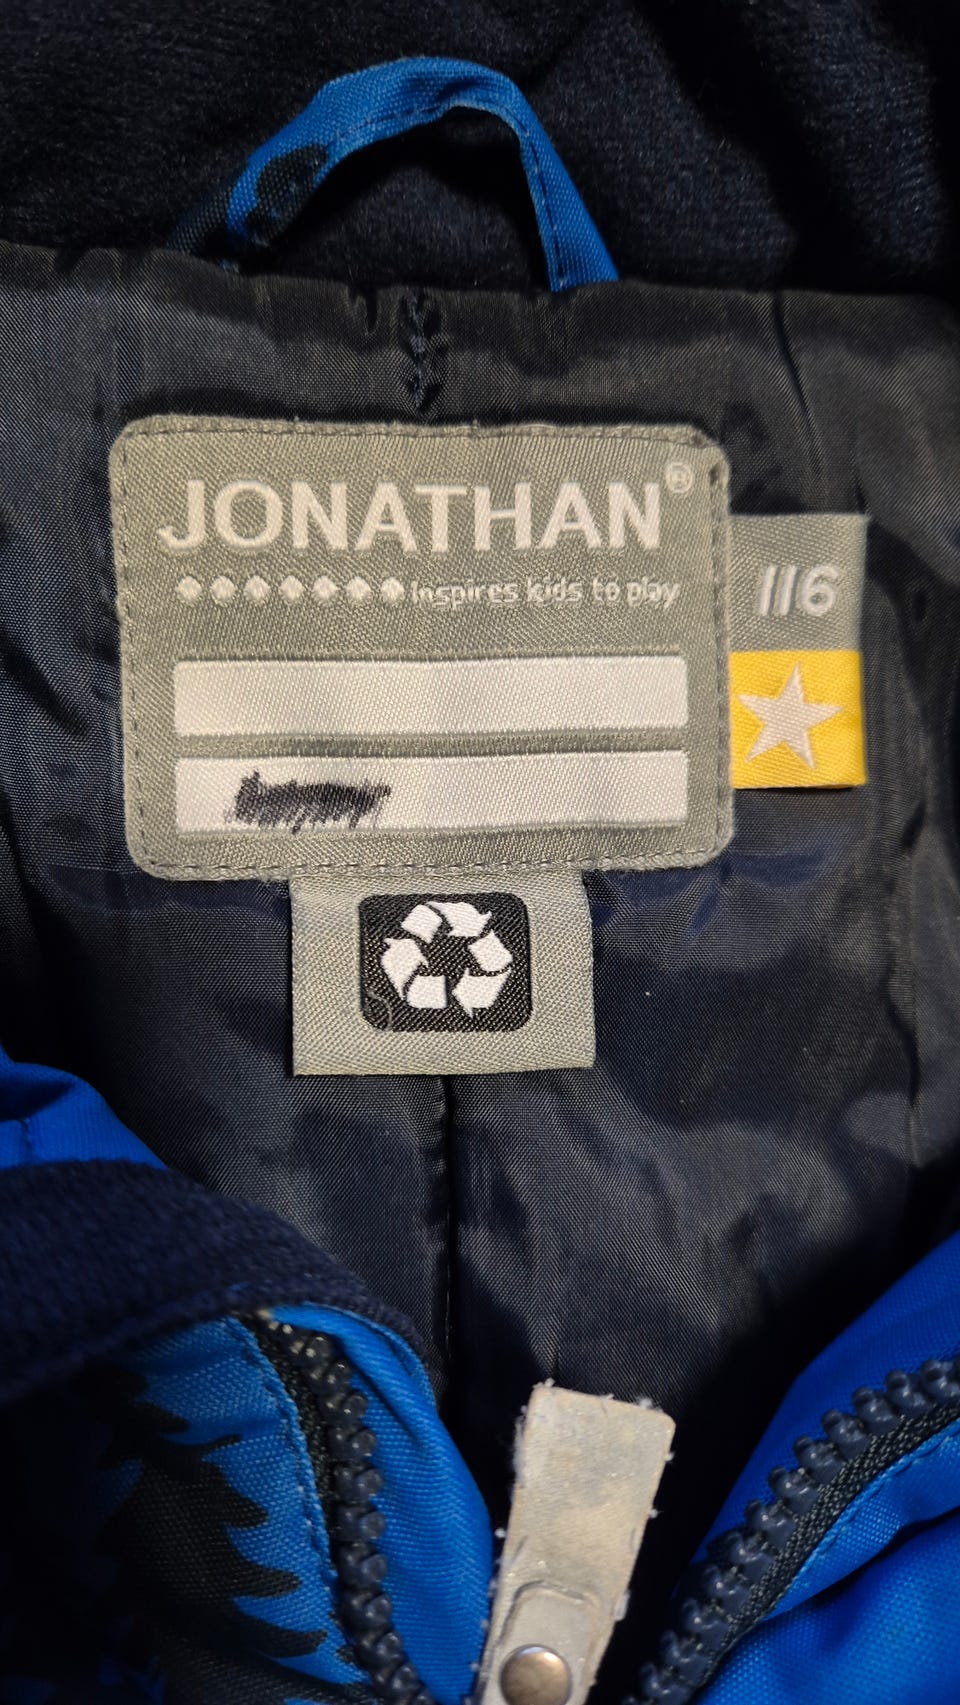 JONATHAN®
Inspires kids to play
116